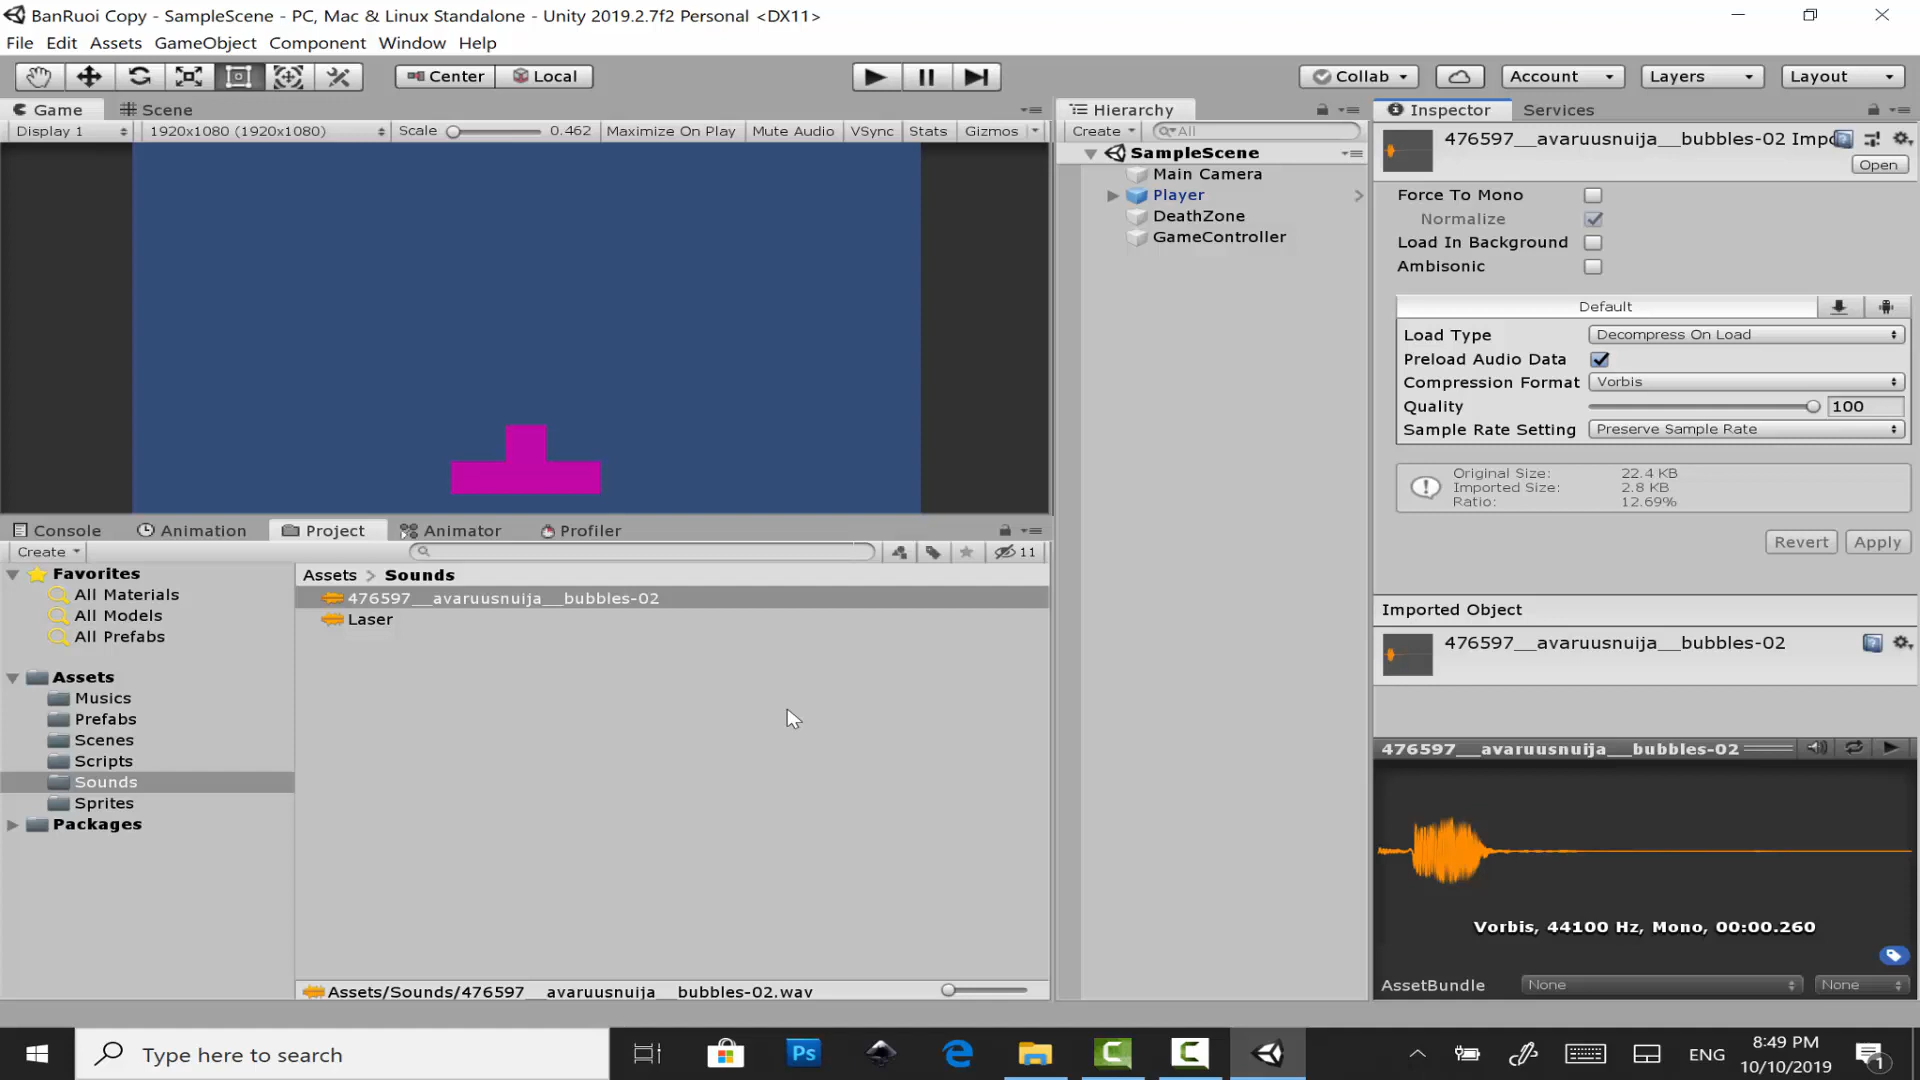 BanRuoi Copy - SampleScene - PC, Mac & Linux Standalone - Unity 2019.2.7f2 Personal <DX11>
File Edit Assets GameObject Component Window Help
Center Local Collab Account Layers Layout
Game Scene
Display 1 1920x1080 (1920x1080) Scale 0.462 Maximize On Play Mute Audio VSync Stats Gizmos
Hierarchy
Create All
SampleScene
Main Camera
Player
DeathZone
GameController
Inspector Services
476597__avaruusnuija__bubbles-02 Impo
Open
Force To Mono
Normalize
Load In Background
Ambisonic
Default
Load Type Decompress On Load
Preload Audio Data
Compression Format Vorbis
Quality 100
Sample Rate Setting Preserve Sample Rate
Original Size: 22.4 KB
Imported Size: 2.8 KB
Ratio: 12.69%
Revert Apply
Imported Object
476597__avaruusnuija__bubbles-02
476597__avaruusnuija__bubbles-02
Vorbis, 44100 Hz, Mono, 00:00.260
AssetBundle None None
Console Animation Project Animator Profiler
Create 11
Favorites
All Materials
All Models
All Prefabs
Assets
Musics
Prefabs
Scenes
Scripts
Sounds
Sprites
Packages
Assets > Sounds
476597__avaruusnuija__bubbles-02
Laser
Assets/Sounds/476597__avaruusnuija__bubbles-02.wav
Type here to search
Ps
ENG
8:49 PM
10/10/2019
1